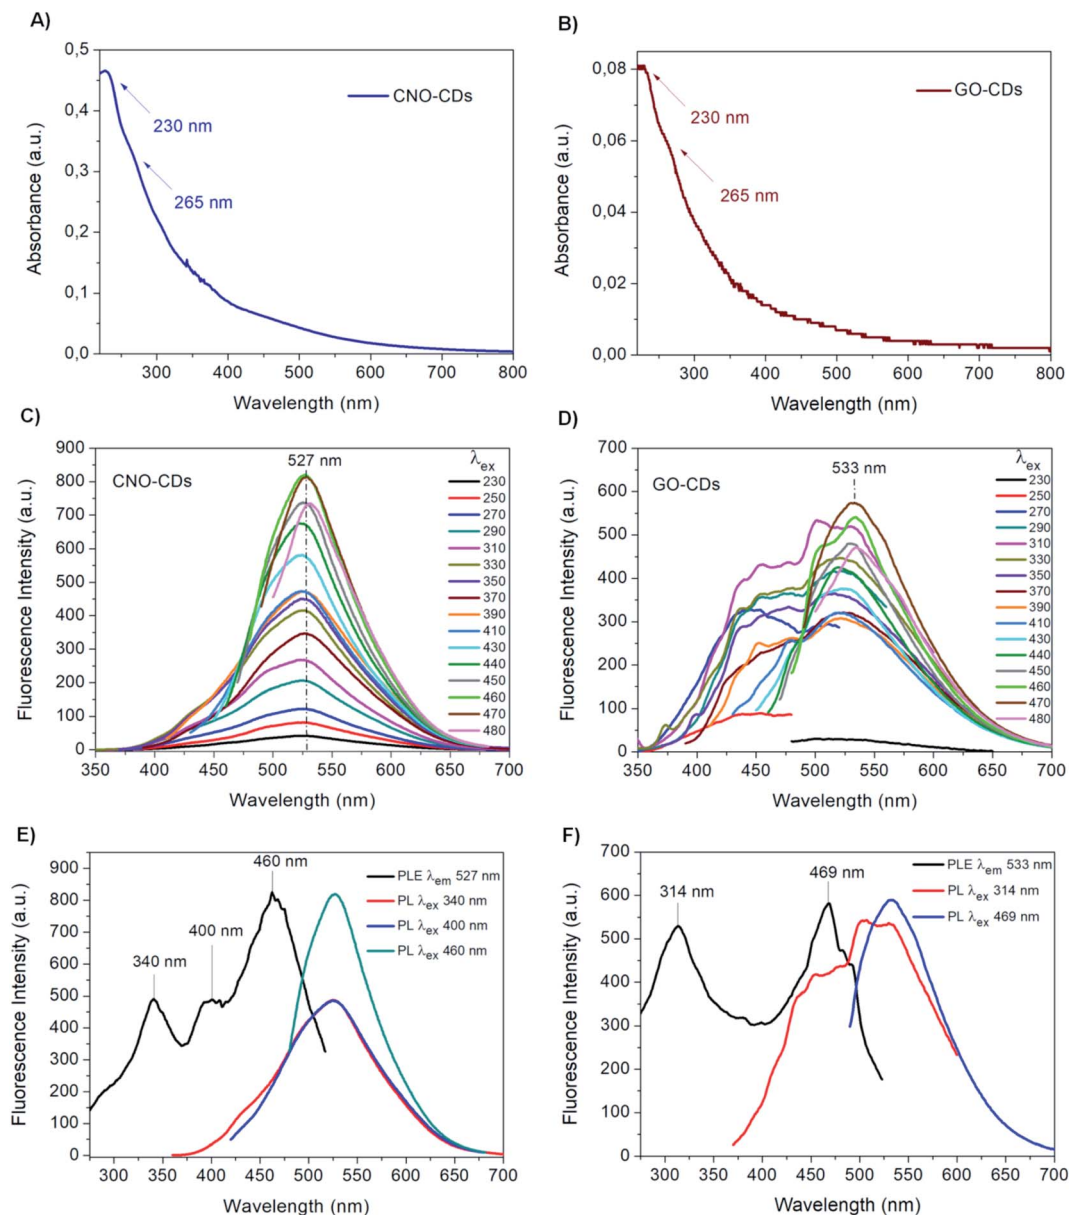 A)
0,5
0,4
0,3
0,2
0,1
0,0
Absorbance (a.u.)
CNO-CDs
230 nm
265 nm
300 400 500 600 700 800
Wavelength (nm)
B)
0,08
0,06
0,04
0,02
0,00
Absorbance (a.u.)
GO-CDs
230 nm
265 nm
300 400 500 600 700 800
Wavelength (nm)
C)
900
800
700
600
500
400
300
200
100
0
Fluorescence Intensity (a.u.)
CNO-CDs
527 nm
λex
230
250
270
290
310
330
350
370
390
410
430
440
450
460
470
480
350 400 450 500 550 600 650 700
Wavelength (nm)
D)
700
600
500
400
300
200
100
0
Fluorescence Intensity (a.u.)
GO-CDs
533 nm
λex
230
250
270
290
310
330
350
370
390
410
430
440
450
460
470
480
350 400 450 500 550 600 650 700
Wavelength (nm)
E)
900
800
700
600
500
400
300
200
100
0
Fluorescence Intensity (a.u.)
340 nm
400 nm
460 nm
PLE λem 527 nm
PL λex 340 nm
PL λex 400 nm
PL λex 460 nm
300 350 400 450 500 550 600 650 700
Wavelength (nm)
F)
700
600
500
400
300
200
100
0
Fluorescence Intensity (a.u.)
314 nm
469 nm
PLE λem 533 nm
PL λex 314 nm
PL λex 469 nm
300 350 400 450 500 550 600 650 700
Wavelength (nm)